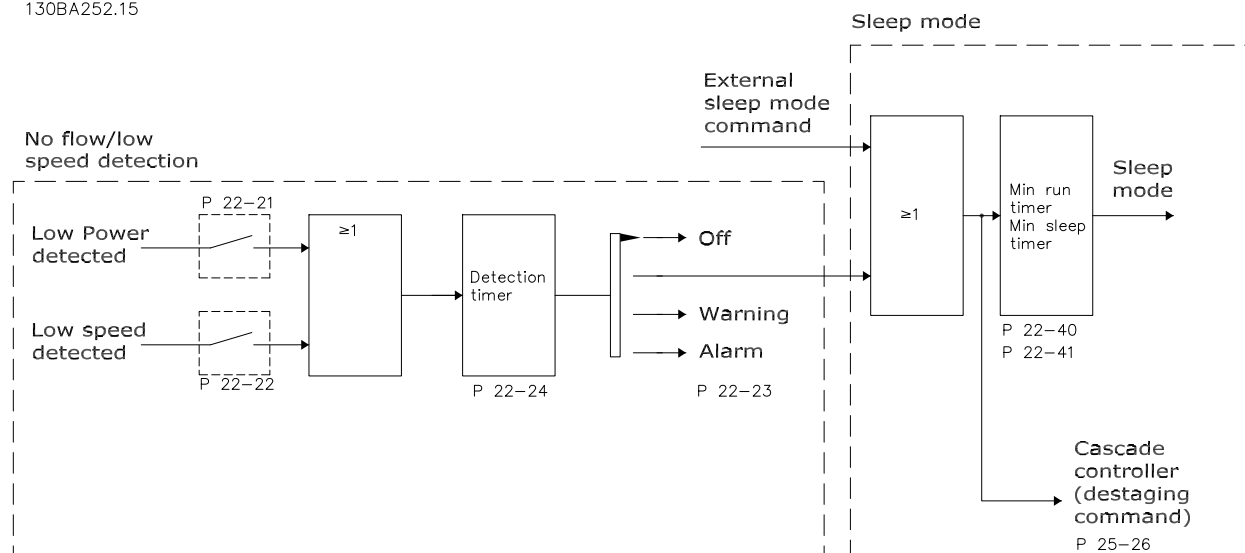 130BA252.15
Sleep mode
External
sleep mode
command
No flow/low
speed detection
Sleep
mode
P 22-21
Low Power
detected
≥1
Off
≥1
Min run
timer
Min sleep
timer
Detection
timer
Warning
Low speed
detected
Alarm
P 22-40
P 22-41
P 22-22
P 22-24
P 22-23
Cascade
controller
(destaging
command)
P 25-26